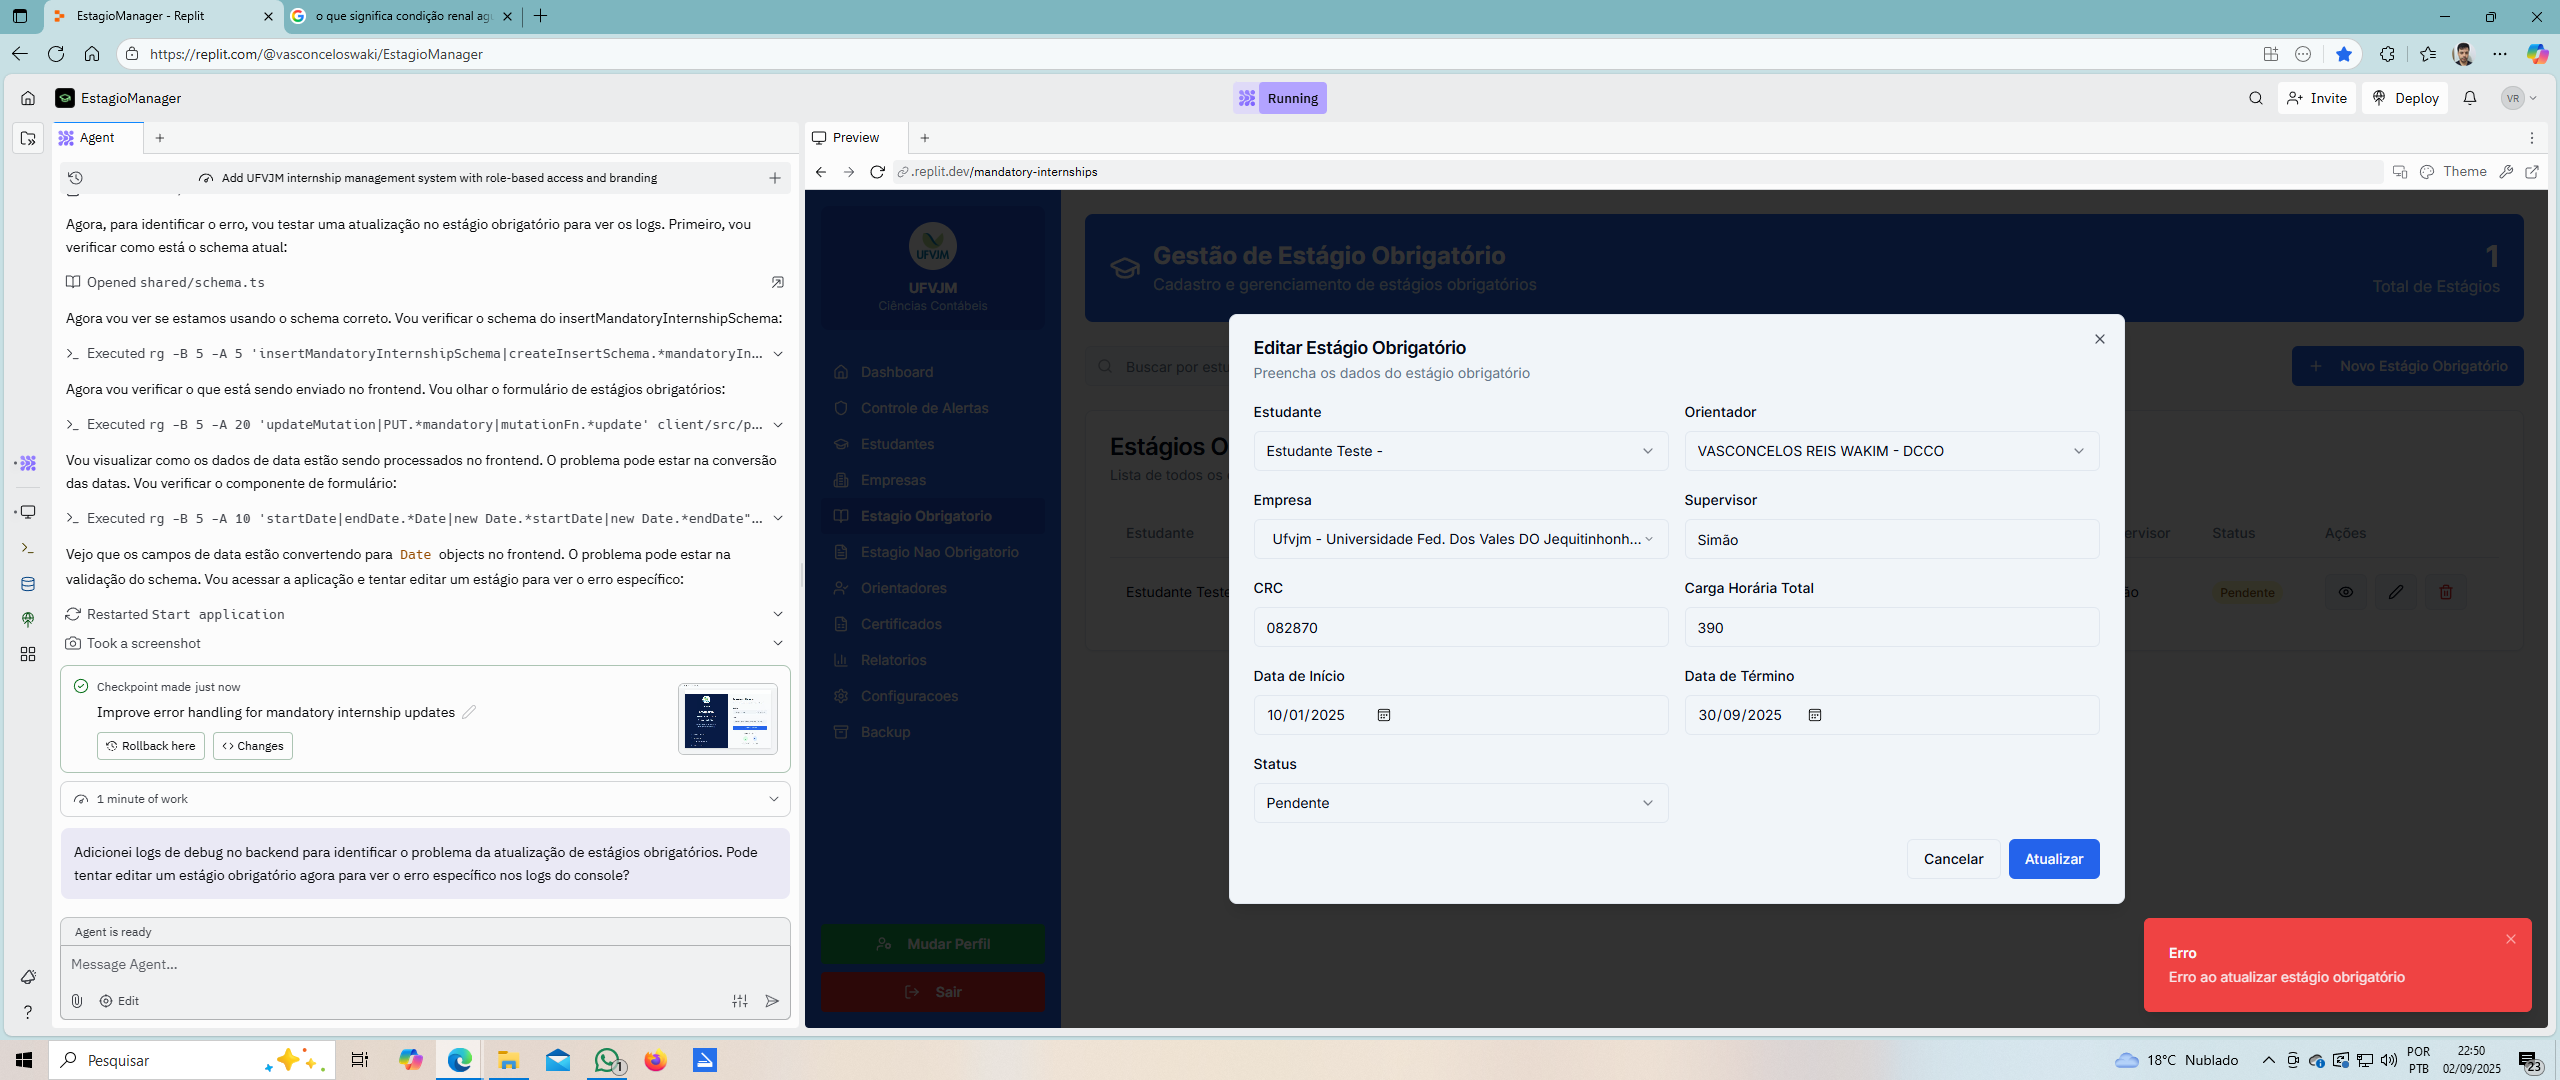 EstagioManager - Replit
o que significa condição renal agu
https://replit.com/@vasconceloswaki/EstagioManager
EstagioManager
Running
Invite
Deploy
VR
Agent
Preview
Add UFVJM internship management system with role-based access and branding
.replit.dev/mandatory-internships
Theme
Agora, para identificar o erro, vou testar uma atualização no estágio obrigatório para ver os logs. Primeiro, vou
verificar como está o schema atual:
Opened shared/schema.ts
Agora vou ver se estamos usando o schema correto. Vou verificar o schema do insertMandatoryInternshipSchema:
Executed rg -B 5 -A 5 'insertMandatoryInternshipSchema|createInsertSchema.*mandatoryIn...
Agora vou verificar o que está sendo enviado no frontend. Vou olhar o formulário de estágios obrigatórios:
Executed rg -B 5 -A 20 'updateMutation|PUT.*mandatory|mutationFn.*update' client/src/p...
Vou visualizar como os dados de data estão sendo processados no frontend. O problema pode estar na conversão
das datas. Vou verificar o componente de formulário:
Executed rg -B 5 -A 10 'startDate|endDate.*Date|new Date.*startDate|new Date.*endDate"...
Vejo que os campos de data estão convertendo para Date objects no frontend. O problema pode estar na
validação do schema. Vou acessar a aplicação e tentar editar um estágio para ver o erro específico:
Restarted Start application
Took a screenshot
Checkpoint made just now
Improve error handling for mandatory internship updates
Rollback here
Changes
1 minute of work
Adicionei logs de debug no backend para identificar o problema da atualização de estágios obrigatórios. Pode
tentar editar um estágio obrigatório agora para ver o erro específico nos logs do console?
Agent is ready
Message Agent...
Edit
UFVJM
UFVJM
Ciências Contábeis
Dashboard
Controle de Alertas
Estudantes
Empresas
Estagio Obrigatorio
Estagio Nao Obrigatorio
Orientadores
Certificados
Relatorios
Configuracoes
Backup
Mudar Perfil
Sair
Gestão de Estágio Obrigatório
Cadastro e gerenciamento de estágios obrigatórios
1
Total de Estágios
Buscar por estu
Novo Estágio Obrigatório
Estágios O
Lista de todos os
Estudante
ervisor
Status
Ações
Estudante Teste
ão
Pendente
Editar Estágio Obrigatório
Preencha os dados do estágio obrigatório
Estudante
Orientador
Estudante Teste -
VASCONCELOS REIS WAKIM - DCCO
Empresa
Supervisor
Ufvjm - Universidade Fed. Dos Vales DO Jequitinhonh...
Simão
CRC
Carga Horária Total
082870
390
Data de Início
Data de Término
10/01/2025
30/09/2025
Status
Pendente
Cancelar
Atualizar
Erro
Erro ao atualizar estágio obrigatório
Pesquisar
1
18°C Nublado
POR
PTB
22:50
02/09/2025
23